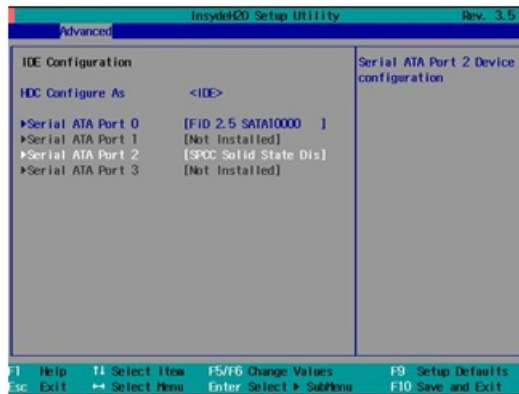 InsydeH2O Setup Utility Rev. 3.5
Advanced
IDE Configuration
HDC Configure As <IDE>
▶Serial ATA Port 0 [FiD 2.5 SATA10000 ]
▶Serial ATA Port 1 [Not Installed]
▶Serial ATA Port 2 [SPCC Solid State Dis]
▶Serial ATA Port 3 [Not Installed]
Serial ATA Port 2 Device
configuration
F1 Help ↑↓ Select Item F5/F6 Change Values F9 Setup Defaults
Esc Exit ↔ Select Menu Enter Select ▶ SubMenu F10 Save and Exit